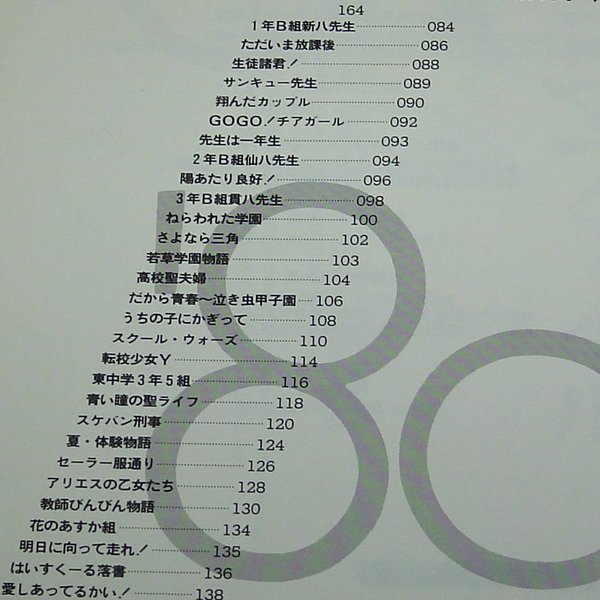 164
1年B組新八先生 084
ただいま放課後 086
生徒諸君! 088
サンキュー先生 089
翔んだカップル 090
GOGO!チアガール 092
先生は一年生 093
2年B組仙八先生 094
陽あたり良好! 096
3年B組貫八先生 098
ねらわれた学園 100
さよなら三角 102
若草学園物語 103
高校聖夫婦 104
だから青春〜泣き虫甲子園 106
うちの子にかぎって 108
スクール・ウォーズ 110
転校少女Y 114
東中学3年5組 116
青い瞳の聖ライフ 118
スケバン刑事 120
夏・体験物語 124
セーラー服通り 126
アリエスの乙女たち 128
教師びんびん物語 130
花のあすか組 134
明日に向って走れ! 135
はいすくーる落書 136
愛しあってるかい! 138
'80